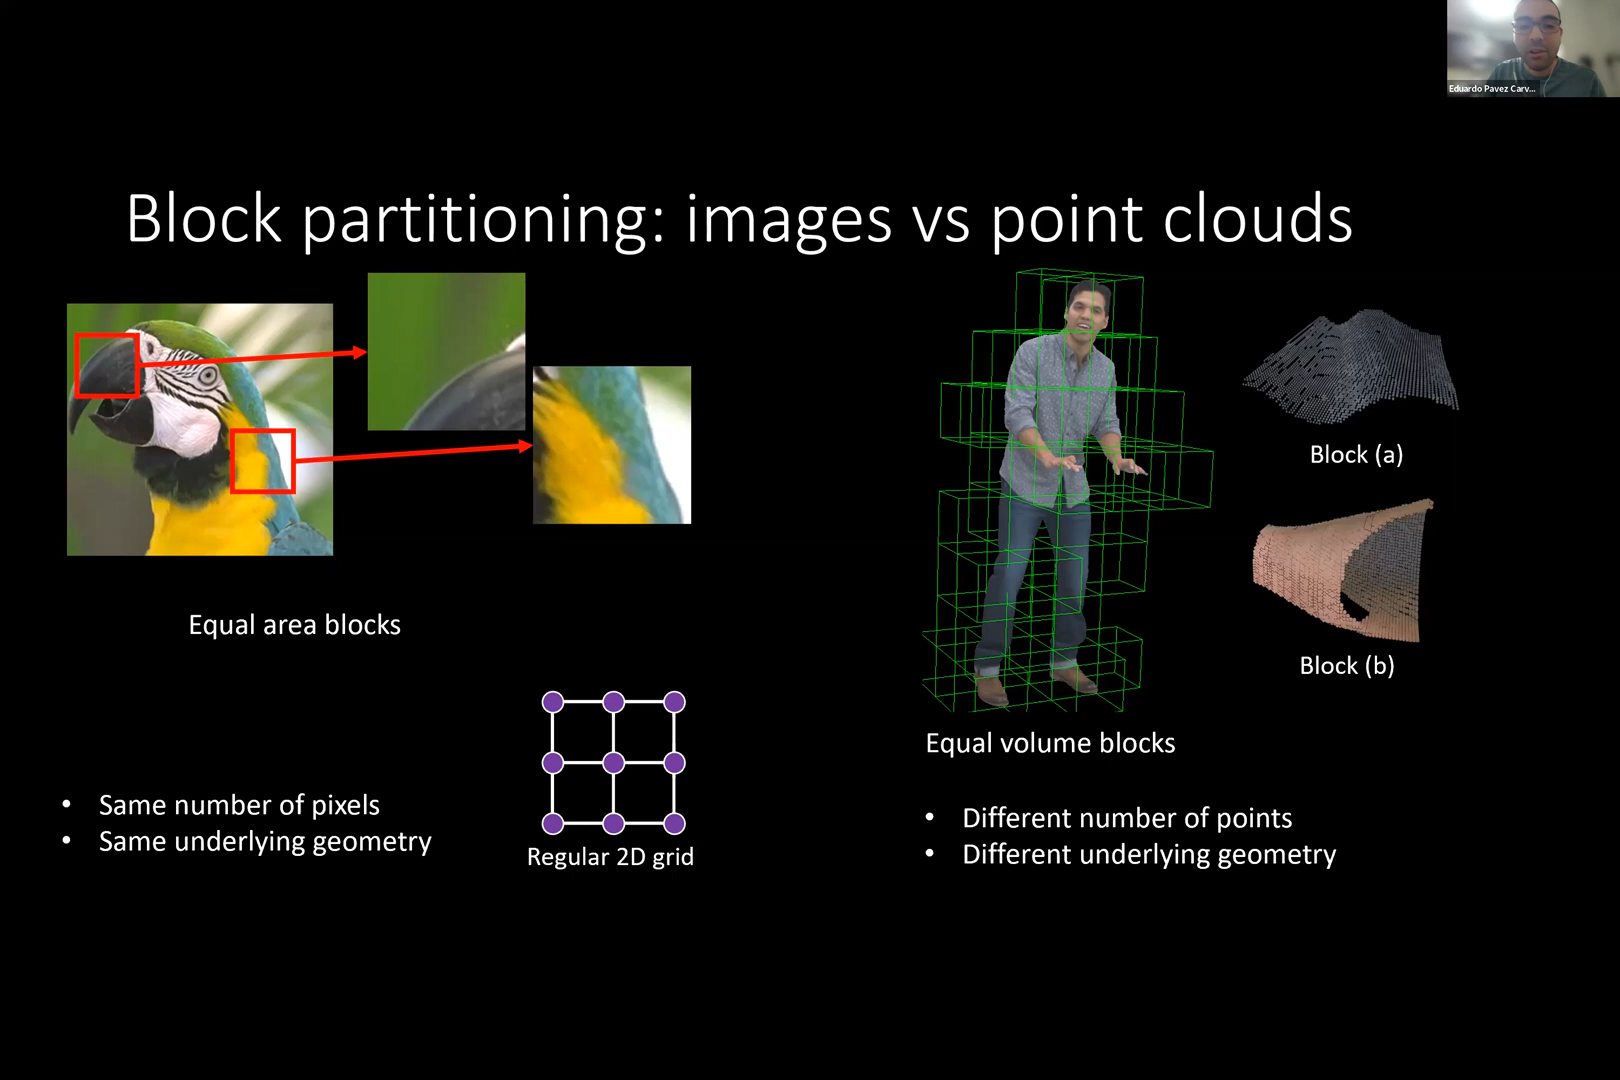 Eduardo Pavez Carv...
Block partitioning: images vs point clouds
Block (a)
Block (b)
Equal area blocks
Equal volume blocks
• Same number of pixels
• Same underlying geometry
Regular 2D grid
• Different number of points
• Different underlying geometry